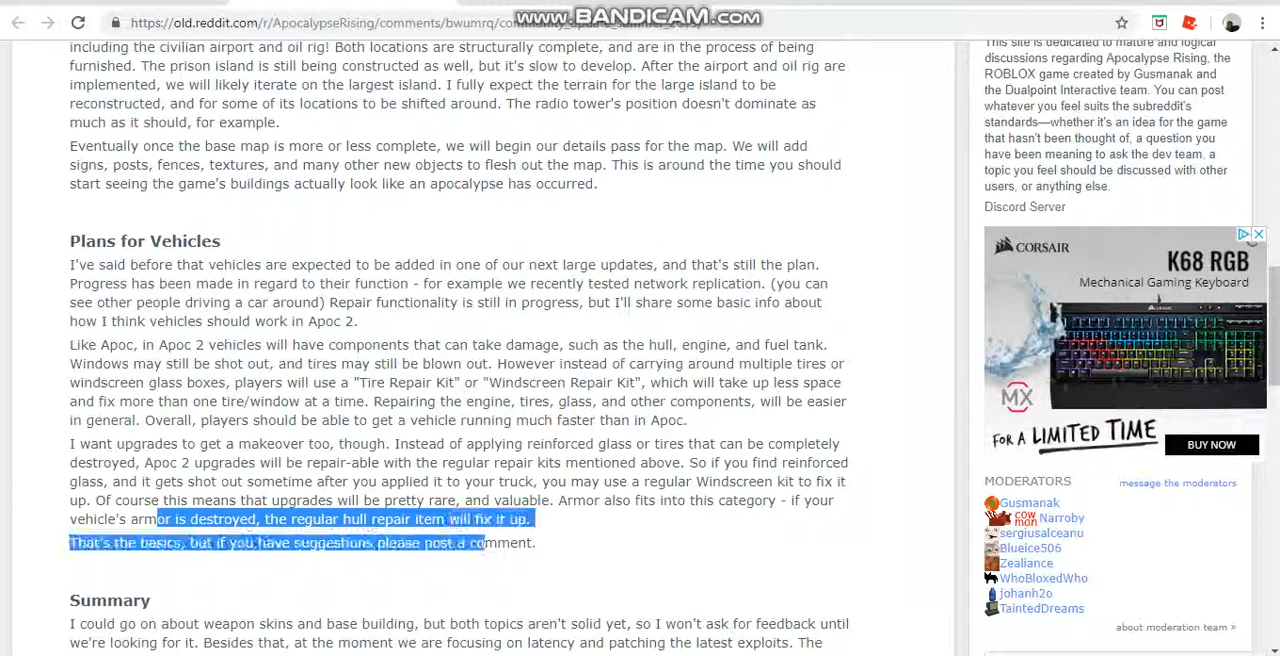 https://old.reddit.com/r/ApocalypseRising/comments/bwumrq/
www.BANDICAM.com
including the civilian airport and oil rig! Both locations are structurally complete, and are in the process of being
furnished. The prison island is still being constructed as well, but it's slow to develop. After the airport and oil rig are
implemented, we will likely iterate on the largest island. I fully expect the terrain for the large island to be
reconstructed, and for some of its locations to be shifted around. The radio tower's position doesn't dominate as
much as it should, for example.
Eventually once the base map is more or less complete, we will begin our details pass for the map. We will add
signs, posts, fences, textures, and many other new objects to flesh out the map. This is around the time you should
start seeing the game's buildings actually look like an apocalypse has occurred.
Plans for Vehicles
I've said before that vehicles are expected to be added in one of our next large updates, and that's still the plan.
Progress has been made in regard to their function - for example we recently tested network replication. (you can
see other people driving a car around) Repair functionality is still in progress, but I'll share some basic info about
how I think vehicles should work in Apoc 2.
Like Apoc, in Apoc 2 vehicles will have components that can take damage, such as the hull, engine, and fuel tank.
Windows may still be shot out, and tires may still be blown out. However instead of carrying around multiple tires or
windscreen glass boxes, players will use a "Tire Repair Kit" or "Windscreen Repair Kit", which will take up less space
and fix more than one tire/window at at time. Repairing the engine, tires, glass, and other components, will be easier
in general. Overall, players should be able to get a vehicle running much faster than in Apoc.
I want upgrades to get a makeover too, though. Instead of applying reinforced glass or tires that can be completely
destroyed, Apoc 2 upgrades will be repair-able with the regular repair kits mentioned above. So if you find reinforced
glass, and it gets shot out sometime after you applied it to your truck, you may use a regular Windscreen kit to fix it
up. Of course this means that upgrades will be pretty rare, and valuable. Armor also fits into this category - if your
vehicle's armor is destroyed, the regular hull repair item will fix it up.
That's the basics, but if you have suggestions please post a comment.
Summary
I could go on about weapon skins and base building, but both topics aren't solid yet, so I won't ask for feedback until
we're looking for it. Besides that, at the moment we are focusing on latency and patching the latest exploits. The
This site is dedicated to mature and logical
discussions regarding Apocalypse Rising, the
ROBLOX game created by Gusmanak and
the Dualpoint Interactive team. You can post
whatever you feel suits the subreddit's
standards—whether it's an idea for the game
that hasn't been thought of, a question you
have been meaning to ask the dev team, a
topic you feel should be discussed with other
users, or anything else.
Discord Server
CORSAIR
K68 RGB
Mechanical Gaming Keyboard
MX
FOR A LIMITED TIME
BUY NOW
MODERATORS
message the moderators
Gusmanak
cow man Narroby
sergiusalceanu
Blueice506
Zealiance
WhoBloxedWho
johanh2o
TaintedDreams
about moderation team »